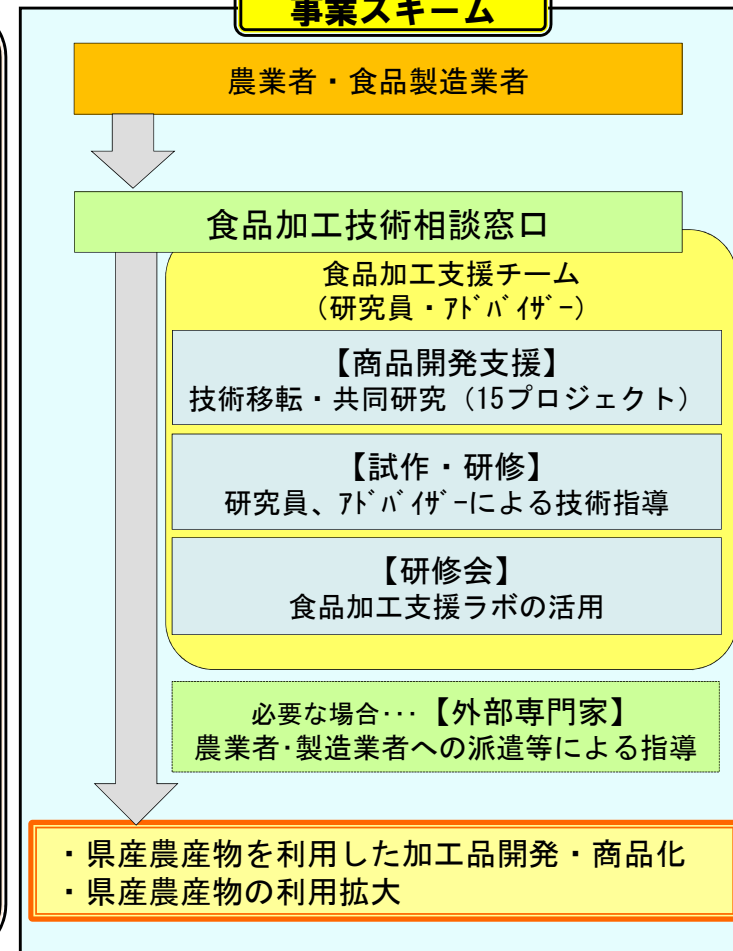 事業スキーム
農業者・食品製造業者
食品加工技術相談窓口
食品加工支援チーム
（研究員・ｱﾄﾞﾊﾞｲｻﾞｰ）
【商品開発支援】
技術移転・共同研究（15プロジェクト）
【試作・研修】
研究員、ｱﾄﾞﾊﾞｲｻﾞｰによる技術指導
【研修会】
食品加工支援ラボの活用
必要な場合･･･【外部専門家】
農業者･製造業者への派遣等による指導
・県産農産物を利用した加工品開発・商品化
・県産農産物の利用拡大